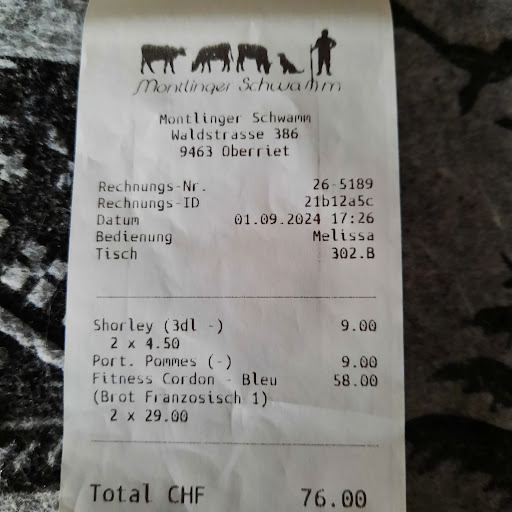 Montlinger Schwamm
Montlinger Schwamm
Waldstrasse 386
9463 Oberriet
Rechnungs-Nr. 26-5189
Rechnungs-ID 21b12a5c
Datum 01.09.2024 17:26
Bedienung Melissa
Tisch 302.B
Shorley (3dl -) 9.00
2 x 4.50
Port. Pommes (-) 9.00
Fitness Cordon - Bleu 58.00
(Brot Französisch 1)
2 x 29.00
Total CHF 76.00